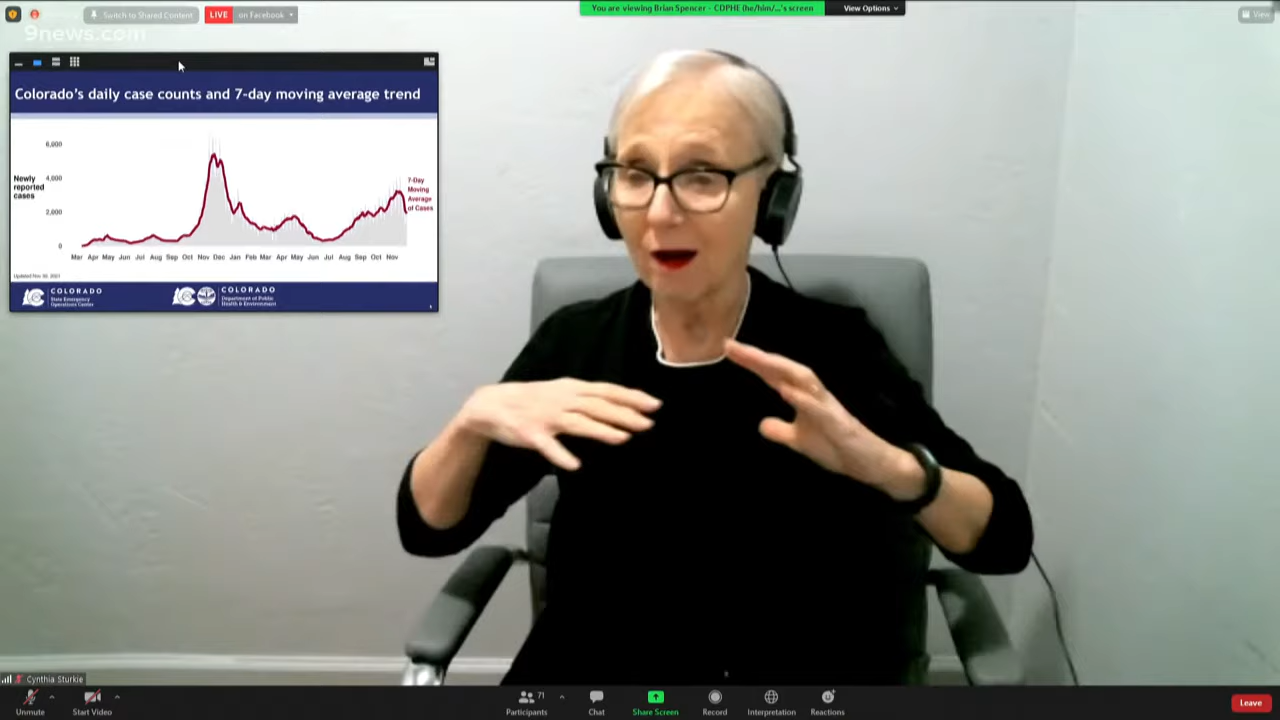 Switch to Shared Content
LIVE
on Facebook
You are viewing Brian Spencer - CDPHE (he/him/...'s screen
View Options
View
9news.com
Colorado's daily case counts and 7-day moving average trend
6,000
4,000
2,000
0
Newly
reported
cases
7-Day
Moving
Average
of Cases
Mar Apr May Jun Jul Aug Sep Oct Nov Dec Jan Feb Mar Apr May Jun Jul Aug Sep Oct Nov
COLORADO
State Emergency
Operations Center
COLORADO
Department of Public
Health & Environment
Cynthia Sturkie
Unmute
Start Video
Participants
71
Chat
Share Screen
Record
Interpretation
Reactions
Leave